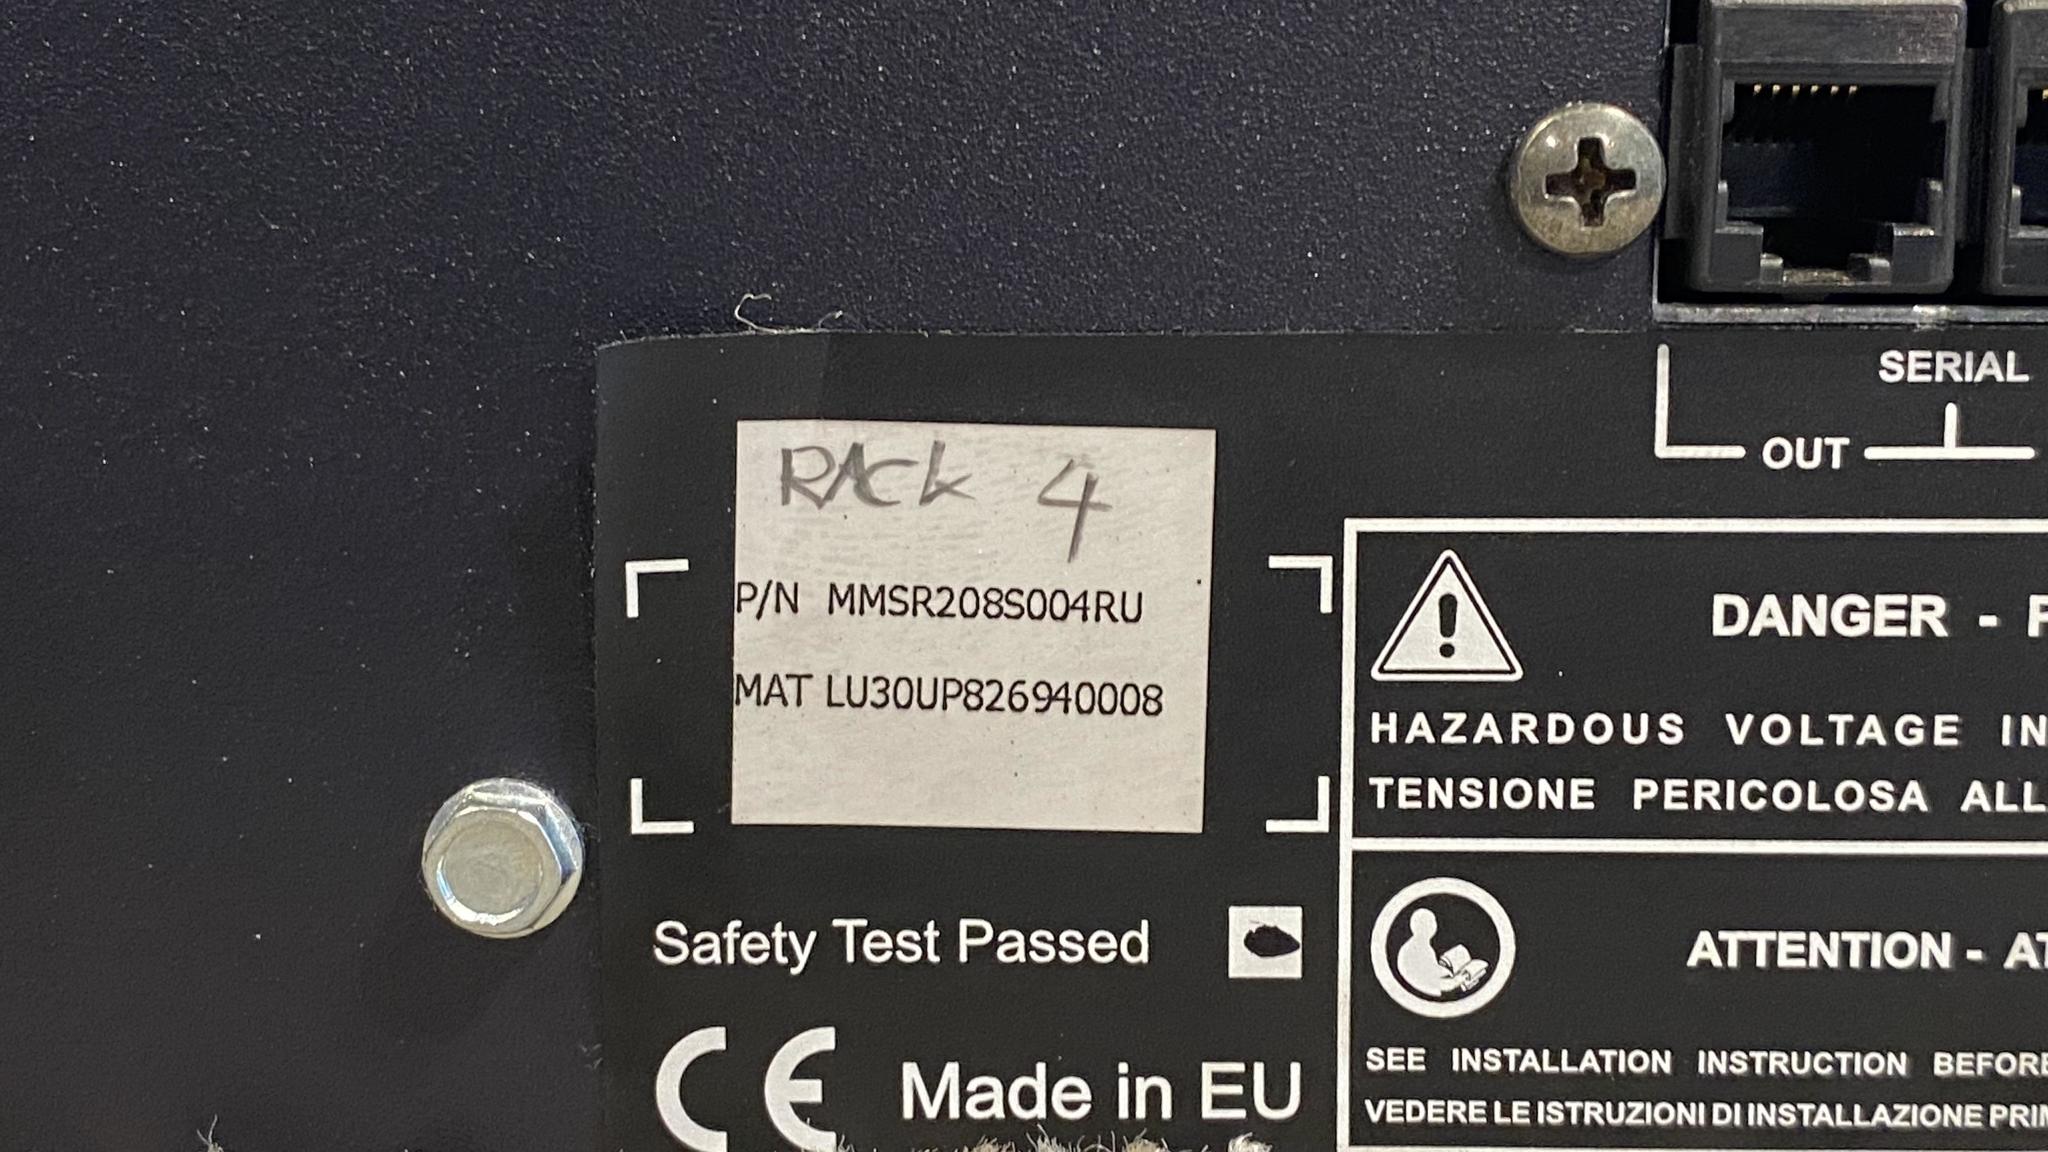 SERIAL
OUT
RACK 4
P/N MMSR208S004RU
MAT LU30UP826940008
Safety Test Passed
CE Made in EU
DANGER -
HAZARDOUS VOLTAGE IN
TENSIONE PERICOLOSA ALL
ATTENTION -
SEE INSTALLATION INSTRUCTION BEFORE
VEDERE LE ISTRUZIONI DI INSTALLAZIONE PRIM